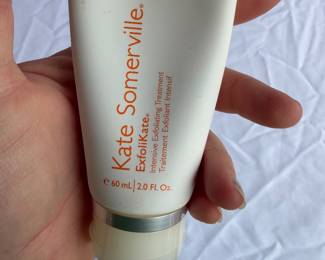 Kate Somerville®
ExfoliKate®
Intensive Exfoliating Treatment
Traitement Exfoliant Intensif
℮ 60 mL / 2.0 Fl. Oz.